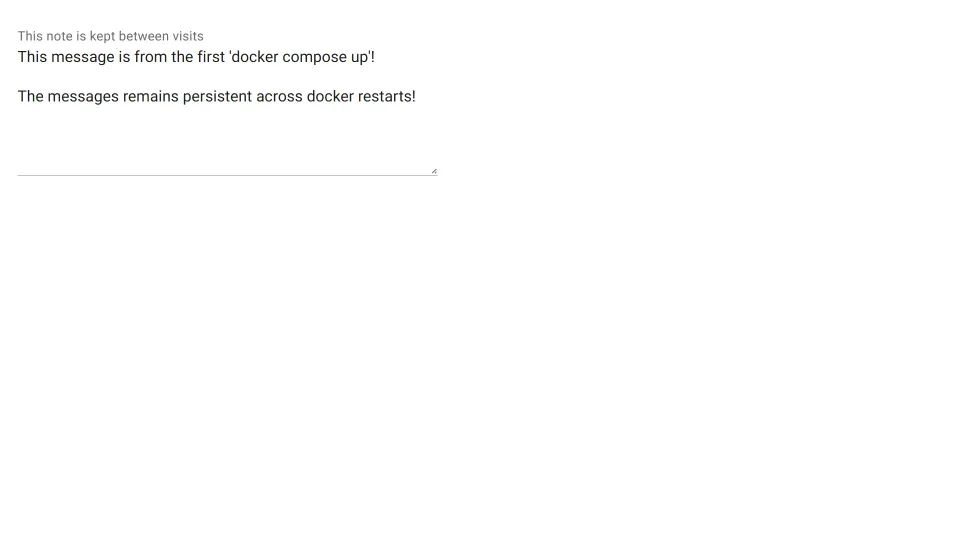 This note is kept between visits
This message is from the first 'docker compose up'!
The messages remains persistent across docker restarts!